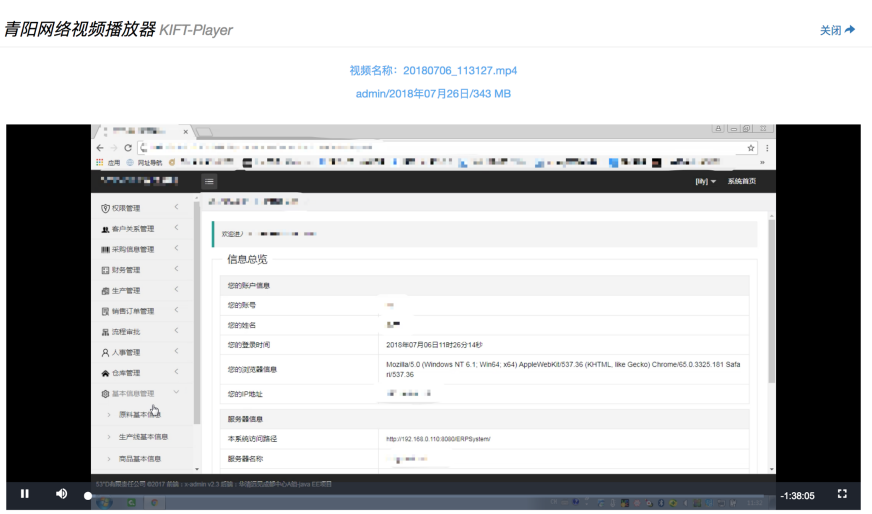 青阳网络视频播放器 KIFT-Player
关闭
视频名称：20180706_113127.mp4
admin/2018年07月26日/343 MB
应用 网址导航
[lily] 系统首页
权限管理
客户关系管理
采购信息管理
财务管理
生产管理
销售订单管理
流程审批
人事管理
仓库管理
基本信息管理
原料基本信息
生产线基本信息
商品基本信息
欢迎进
信息总览
您的账户信息
您的账号
您的姓名
您的登录时间 2018年07月06日11时26分14秒
您的浏览器信息 Mozilla/5.0 (Windows NT 6.1; Win64; x64) AppleWebKit/537.36 (KHTML, like Gecko) Chrome/65.0.3325.181 Safa
ri/537.36
您的IP地址
服务器信息
本系统访问路径 http://192.168.0.110:8080/ERPSystem/
服务器名称
-1:38:05